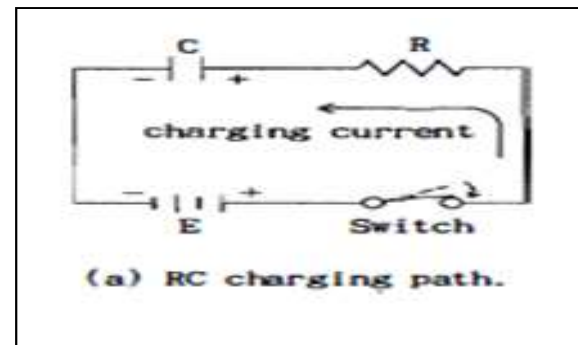 C R
− +
charging current
− +
E Switch
(a) RC charging path.